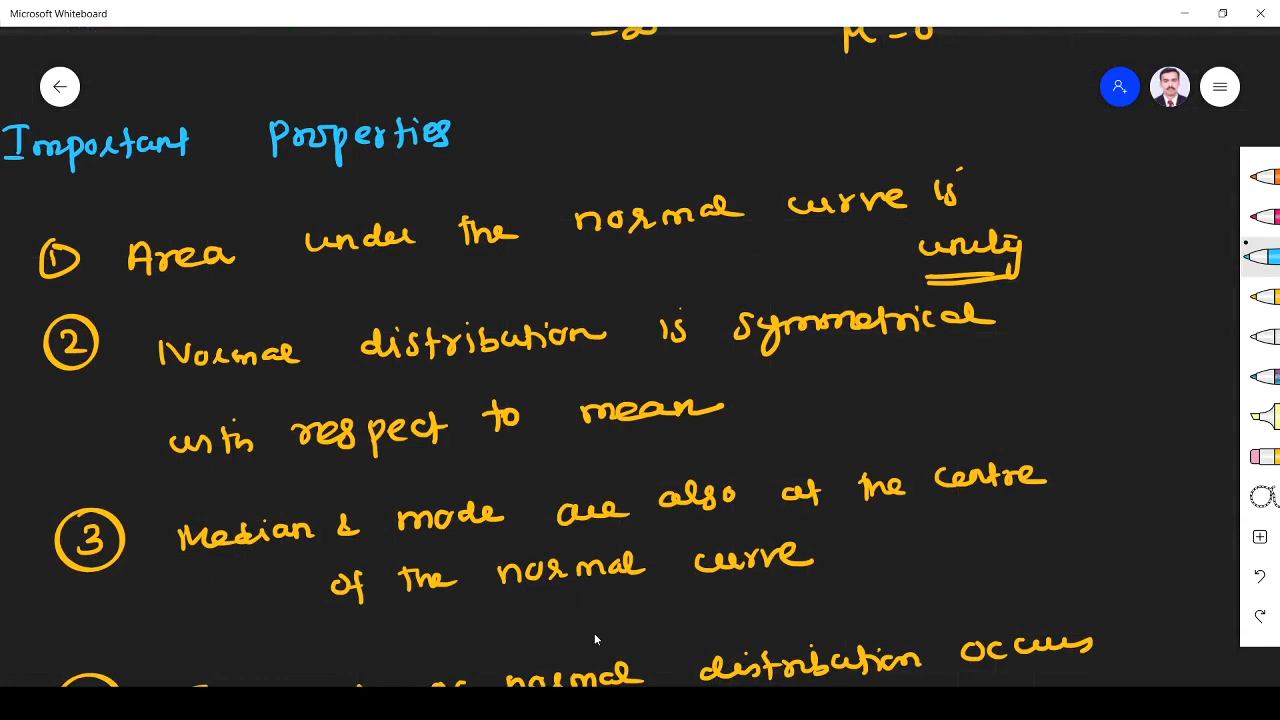 Microsoft Whiteboard
μ = 0
Important Properties
① Area under the normal curve is
unity
② Normal distribution is symmetrical
with respect to mean
③ Median & mode are also at the centre
of the normal curve
normal distribution occurs